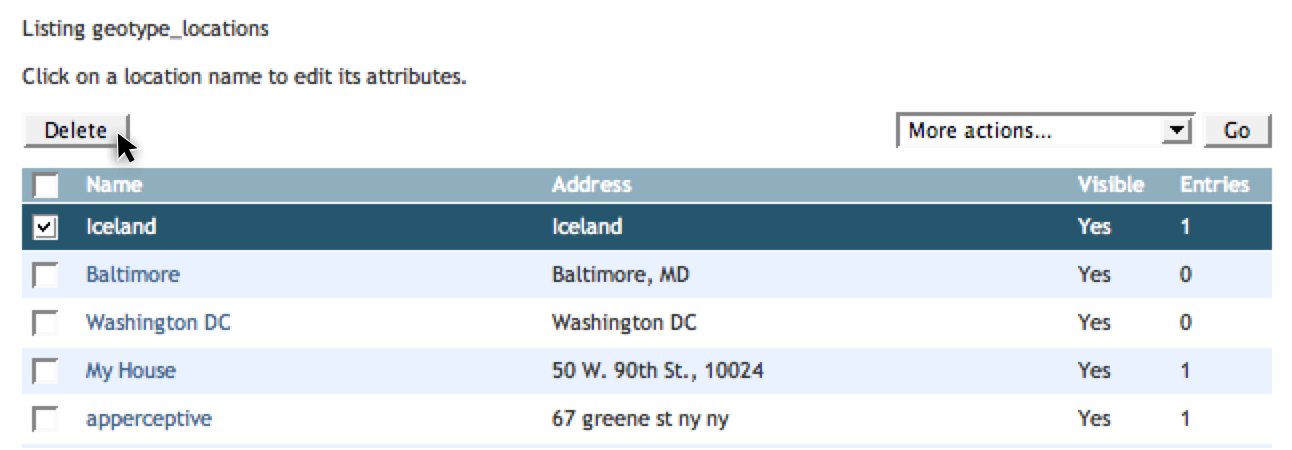 Listing geotype_locations
Click on a location name to edit its attributes.
Delete More actions... Go
Name Address Visible Entries
Iceland Iceland Yes 1
Baltimore Baltimore, MD Yes 0
Washington DC Washington DC Yes 0
My House 50 W. 90th St., 10024 Yes 1
apperceptive 67 greene st ny ny Yes 1